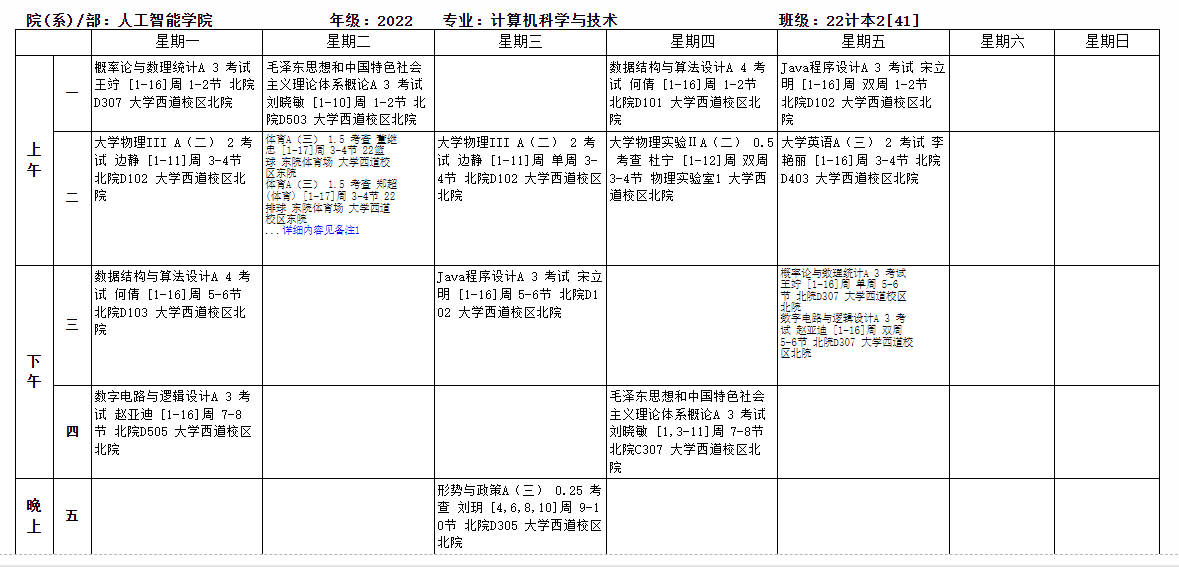 院(系)/部：人工智能学院 年级：2022 专业：计算机科学与技术 班级：22计本2[41]
星期一 星期二 星期三 星期四 星期五 星期六 星期日
上午
一
概率论与数理统计A 3 考试
王竫 [1-16]周 1-2节 北院
D307 大学西道校区北院
毛泽东思想和中国特色社会
主义理论体系概论A 3 考试
刘晓敏 [1-10]周 1-2节 北
院D503 大学西道校区北院
数据结构与算法设计A 4 考
试 何倩 [1-16]周 1-2节
北院D101 大学西道校区北
院
Java程序设计A 3 考试 宋立
明 [1-16]周 双周 1-2节
北院D102 大学西道校区北
院
二
大学物理III A（二） 2 考
试 边静 [1-11]周 3-4节
北院D102 大学西道校区北
院
体育A（三） 1.5 考查 董继
忠 [1-17]周 3-4节 22篮
球 东院体育场 大学西道校
区东院
体育A（三） 1.5 考查 郑超
(体育) [1-17]周 3-4节 22
排球 东院体育场 大学西道
校区东院
...详细内容见备注1
大学物理III A（二） 2 考
试 边静 [1-11]周 单周 3-
4节 北院D102 大学西道校区
北院
大学物理实验ⅡA（二） 0.5
考查 杜宁 [1-12]周 双周
3-4节 物理实验室1 大学西
道校区北院
大学英语A（三） 2 考试 李
艳丽 [1-16]周 3-4节 北院
D403 大学西道校区北院
下午
三
数据结构与算法设计A 4 考
试 何倩 [1-16]周 5-6节
北院D103 大学西道校区北
院
Java程序设计A 3 考试 宋立
明 [1-16]周 5-6节 北院D1
02 大学西道校区北院
概率论与数理统计A 3 考试
王竫 [1-16]周 单周 5-6
节 北院D307 大学西道校区
北院
数字电路与逻辑设计A 3 考
试 赵亚迪 [1-16]周 双周
5-6节 北院D307 大学西道校
区北院
四
数字电路与逻辑设计A 3 考
试 赵亚迪 [1-16]周 7-8
节 北院D505 大学西道校区
北院
毛泽东思想和中国特色社会
主义理论体系概论A 3 考试
刘晓敏 [1,3-11]周 7-8节
北院C307 大学西道校区北
院
晚上
五
形势与政策A（三） 0.25 考
查 刘玥 [4,6,8,10]周 9-1
0节 北院D305 大学西道校区
北院